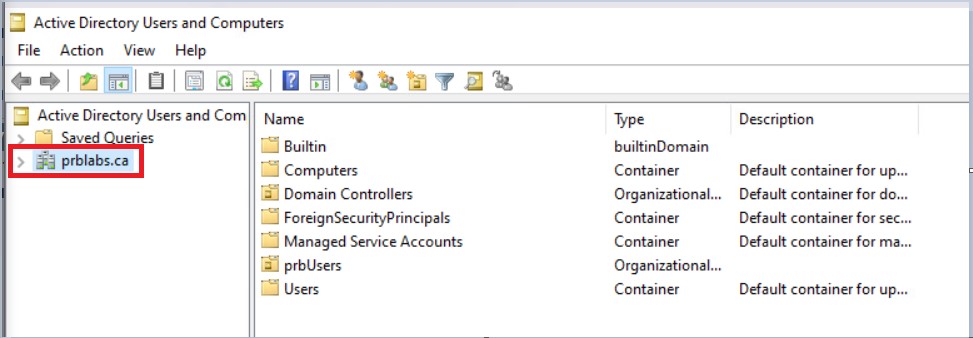 Active Directory Users and Computers
File Action View Help
Active Directory Users and Com
Saved Queries
prblabs.ca
Name Type Description
Builtin builtinDomain
Computers Container Default container for up...
Domain Controllers Organizational... Default container for do...
ForeignSecurityPrincipals Container Default container for sec...
Managed Service Accounts Container Default container for ma...
prbUsers Organizational...
Users Container Default container for up...